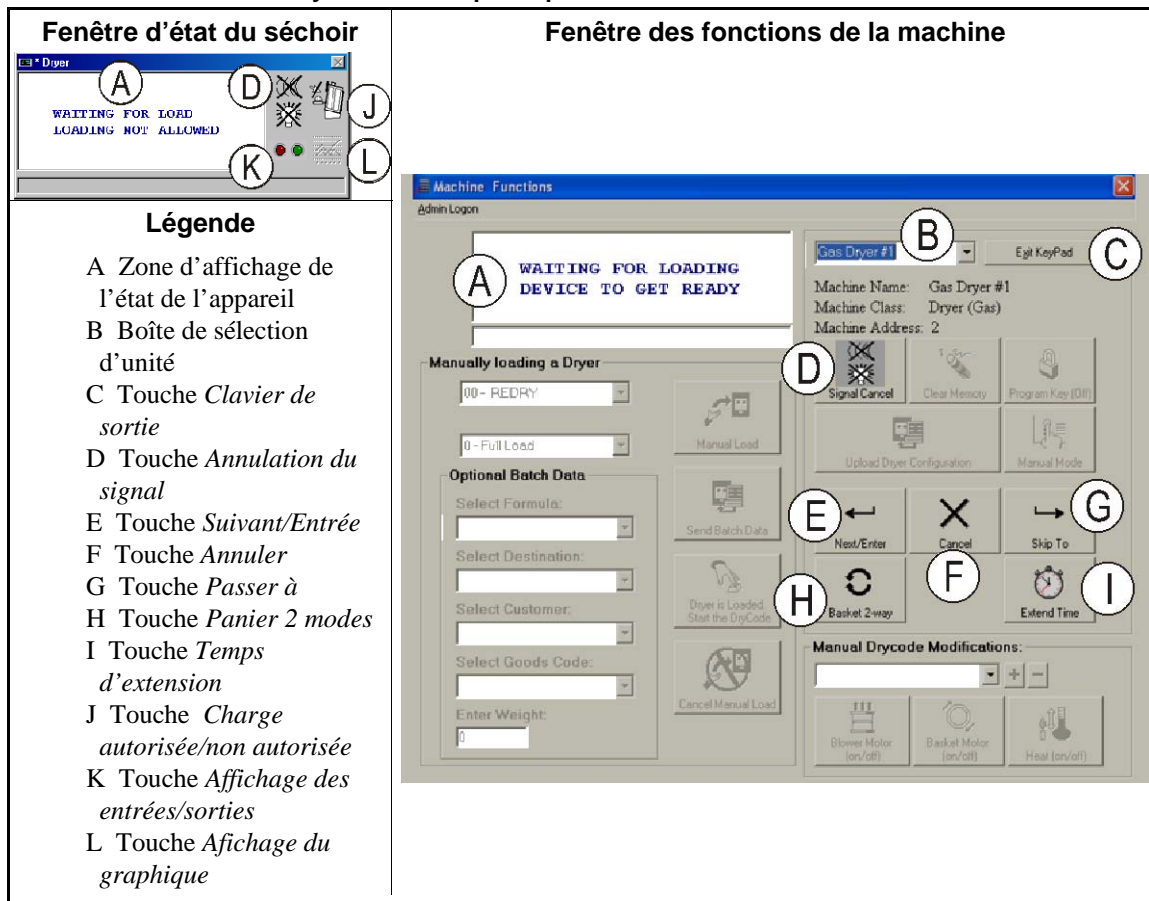 Fenêtre d'état du séchoir
* Dryer
A
WAITING FOR LOAD
LOADING NOT ALLOWED
D
J
K
L
Légende
A Zone d'affichage de
l'état de l'appareil
B Boîte de sélection
d'unité
C Touche Clavier de
sortie
D Touche Annulation du
signal
E Touche Suivant/Entrée
F Touche Annuler
G Touche Passer à
H Touche Panier 2 modes
I Touche Temps
d'extension
J Touche Charge
autorisée/non autorisée
K Touche Affichage des
entrées/sorties
L Touche Afichage du
graphique
Fenêtre des fonctions de la machine
Machine Functions
Admin Logon
A
WAITING FOR LOADING
DEVICE TO GET READY
Manually loading a Dryer
00 - REDRY
0 - Full Load
Manual Load
Optional Batch Data
Select Formula:
Select Destination:
Select Customer:
Select Goods Code:
Enter Weight:
0
Send Batch Data
Dryer is Loaded
Start the DryCode
Cancel Manual Load
Gas Dryer #1
B
Exit KeyPad
C
Machine Name: Gas Dryer #1
Machine Class: Dryer (Gas)
Machine Address: 2
D
Signal Cancel
Clear Memory
Program Key (Off)
Upload Dryer Configuration
Manual Mode
E
Next/Enter
Cancel
F
Skip To
G
H
Basket 2-way
Extend Time
I
Manual Drycode Modifications:
+
−
Blower Motor
(on/off)
Basket Motor
(on/off)
Heat (on/off)